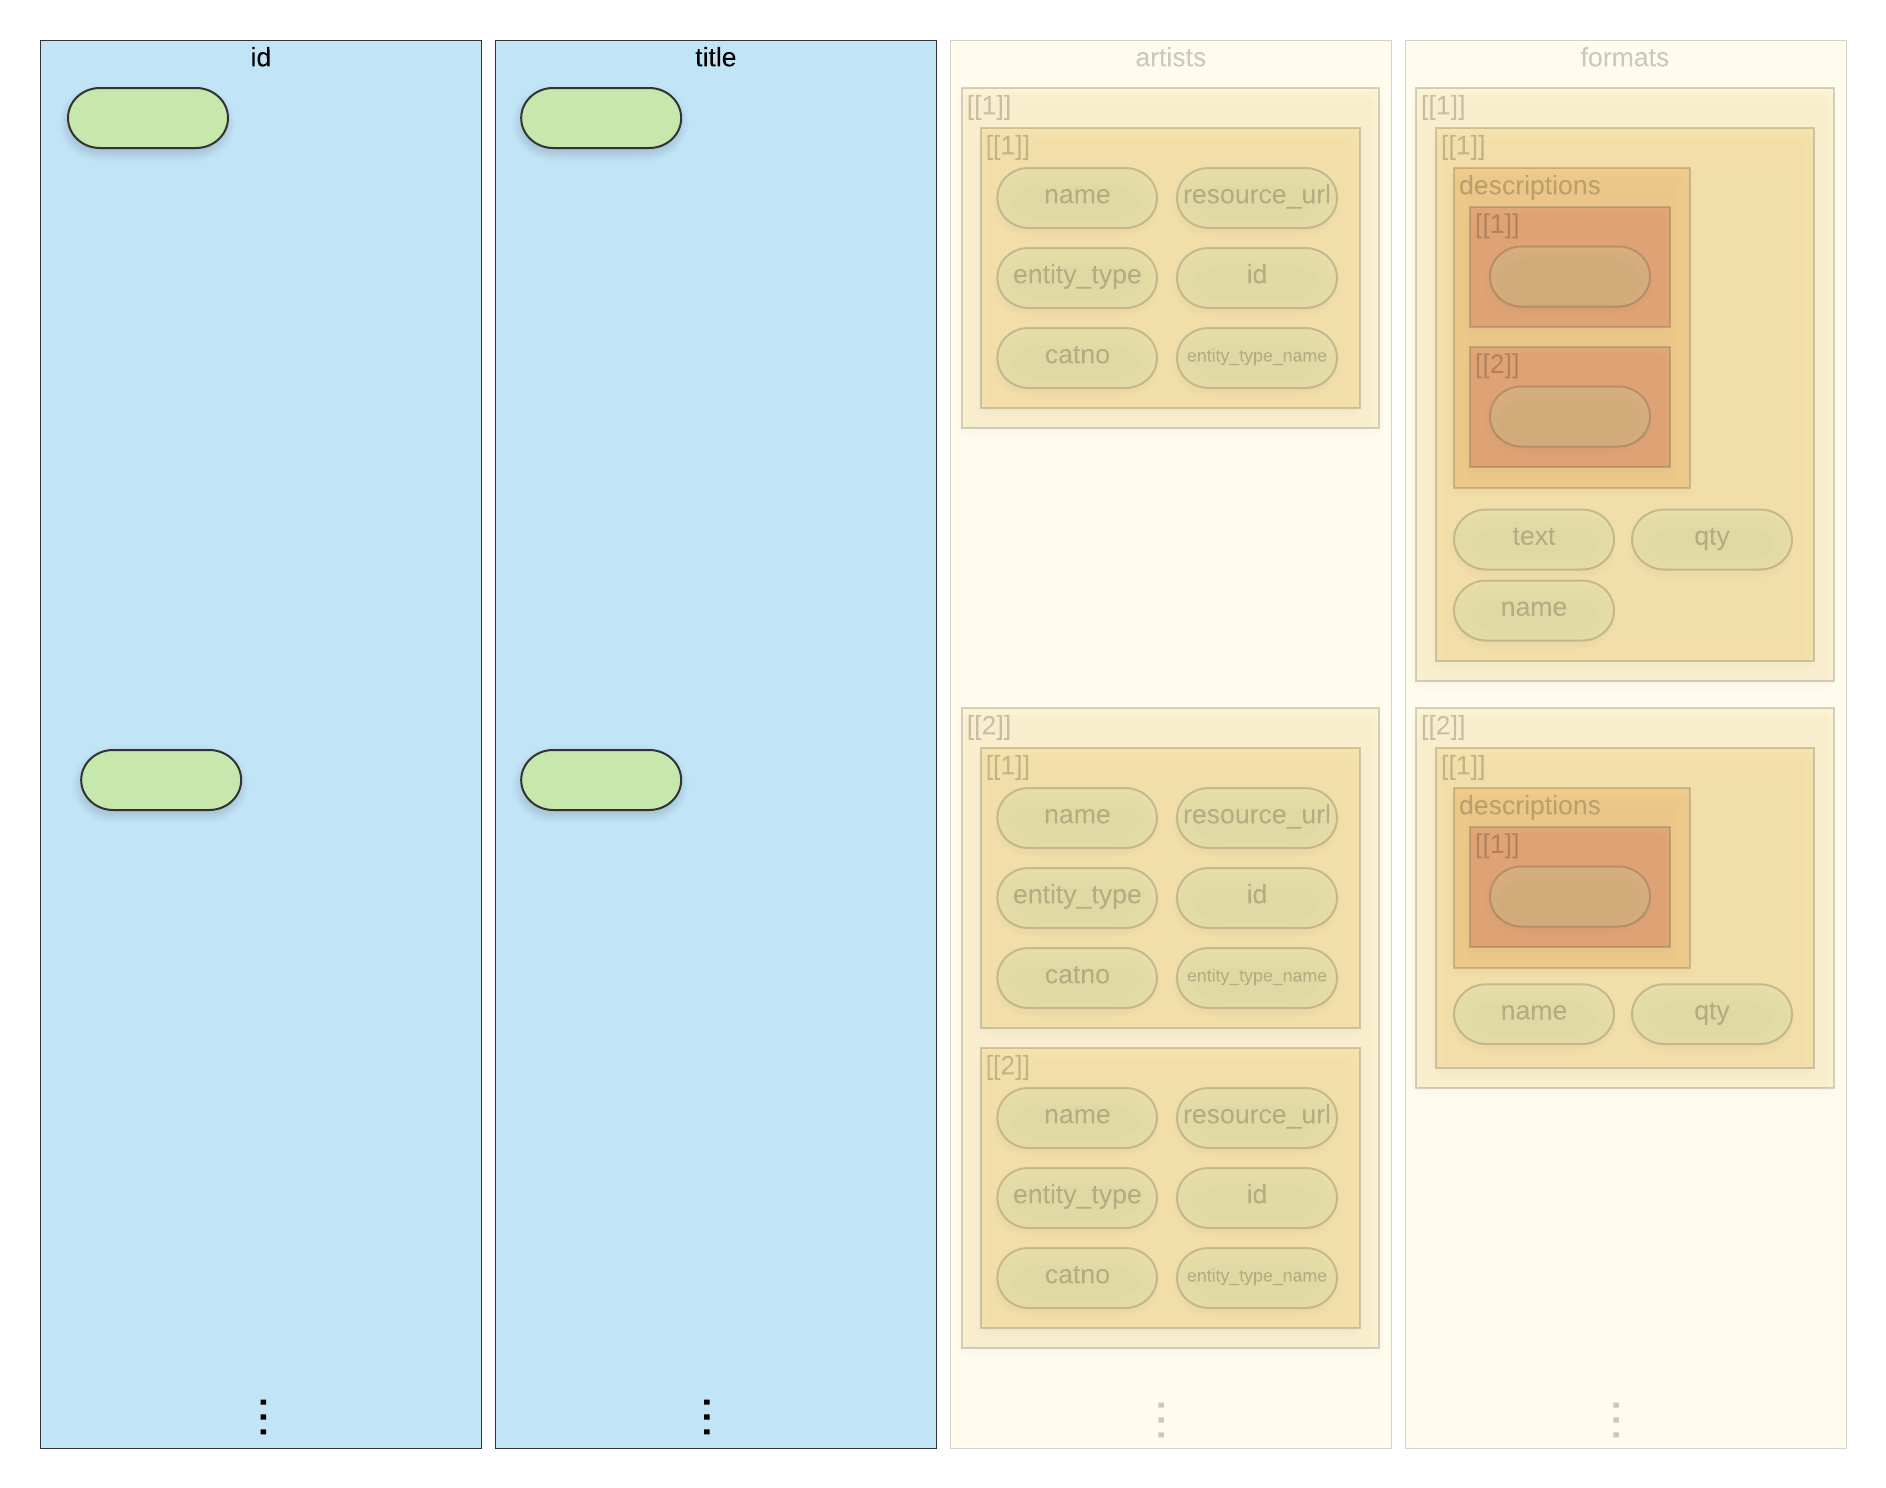 id
title
artists
formats
[[1]]
[[1]]
name
resource_url
entity_type
id
catno
entity_type_name
[[2]]
[[1]]
name
resource_url
entity_type
id
catno
entity_type_name
[[2]]
name
resource_url
entity_type
id
catno
entity_type_name
[[1]]
[[1]]
descriptions
[[1]]
[[2]]
text
qty
name
[[2]]
[[1]]
descriptions
[[1]]
name
qty